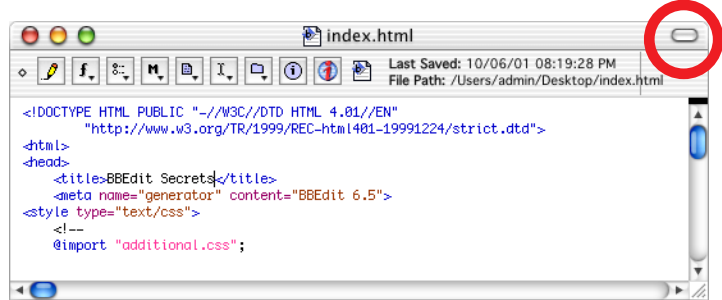 index.html
Last Saved: 10/06/01 08:19:28 PM
File Path: /Users/admin/Desktop/index.html
<!DOCTYPE HTML PUBLIC "-//W3C//DTD HTML 4.01//EN"
"http://www.w3.org/TR/1999/REC-html401-19991224/strict.dtd">
<html>
<head>
<title>BBEdit Secrets</title>
<meta name="generator" content="BBEdit 6.5">
<style type="text/css">
<!--
@import "additional.css";